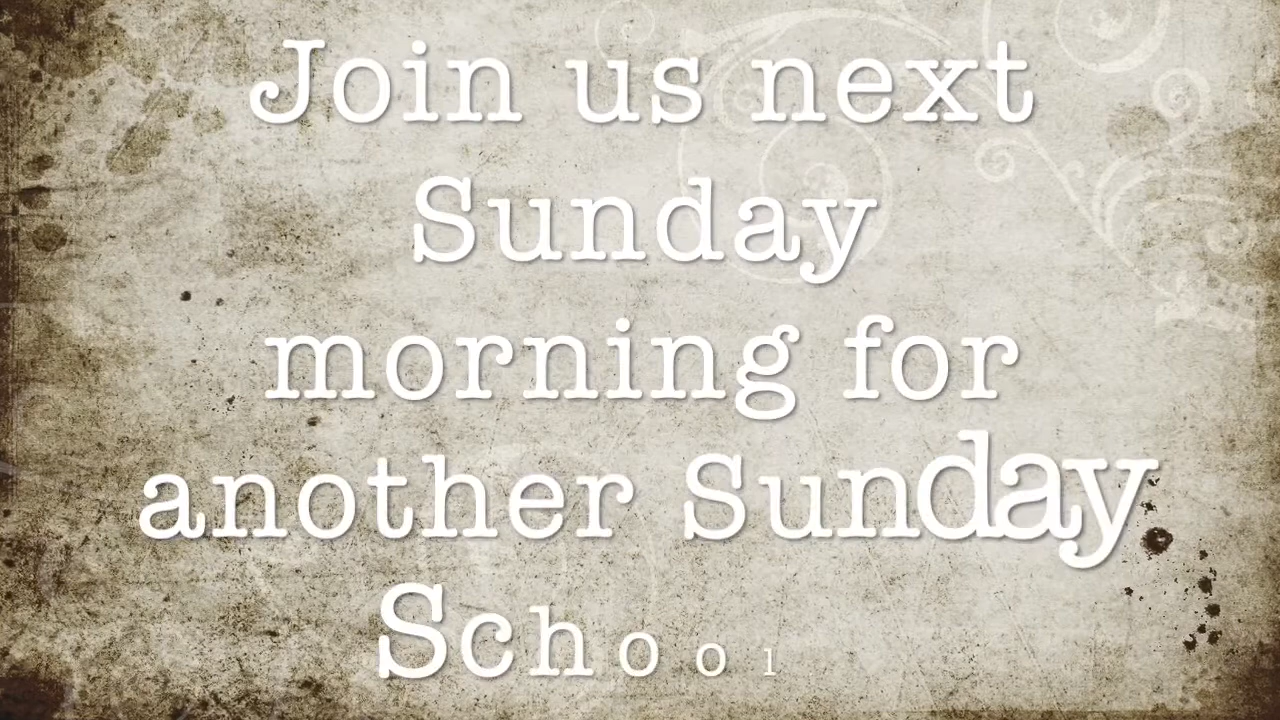 Join us next
Sunday
morning for
another Sunday
School